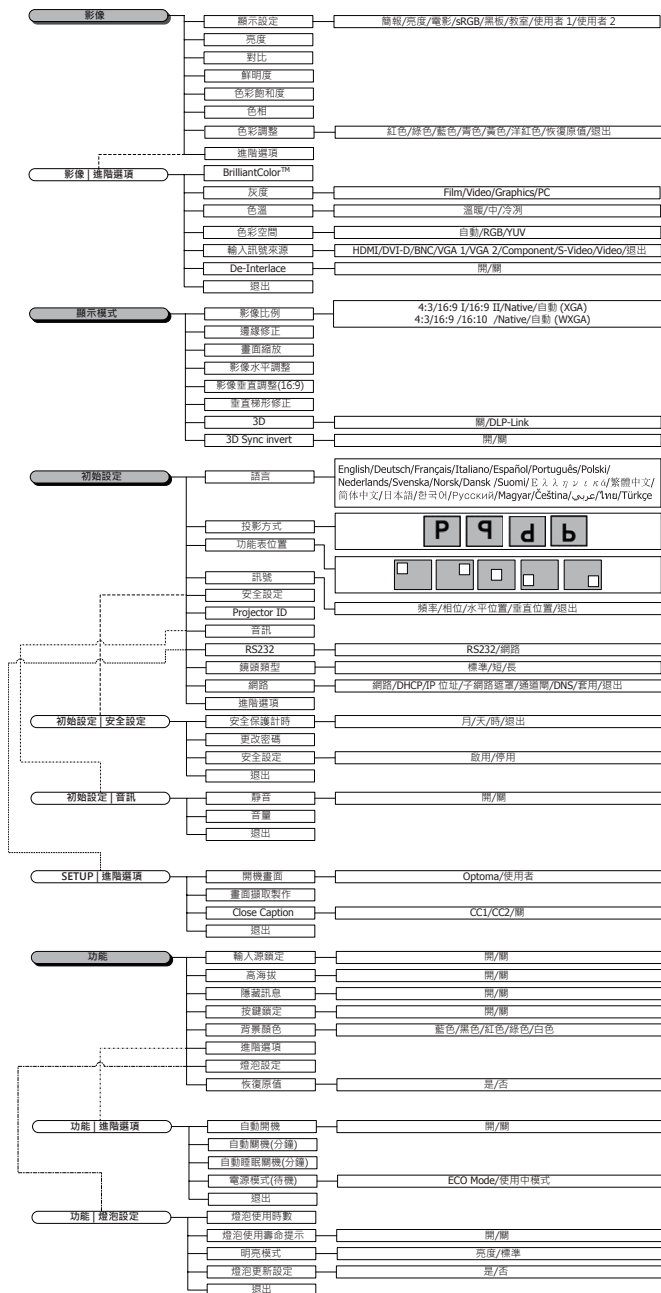 影像
顯示設定
簡報/亮度/電影/sRGB/黑板/教室/使用者 1/使用者 2
亮度
對比
鮮明度
色彩飽和度
色相
色彩調整
紅色/綠色/藍色/青色/黃色/洋紅色/恢復原值/退出
進階選項
影像 | 進階選項
BrilliantColor™
灰度
Film/Video/Graphics/PC
色溫
溫暖/中/冷冽
色彩空間
自動/RGB/YUV
輸入訊號來源
HDMI/DVI-D/BNC/VGA 1/VGA 2/Component/S-Video/Video/退出
De-Interlace
開/關
退出
顯示模式
影像比例
4:3/16:9 I/16:9 II/Native/自動 (XGA)
4:3/16:9 /16:10 /Native/自動 (WXGA)
邊緣修正
畫面縮放
影像水平調整
影像垂直調整(16:9)
垂直梯形修正
3D
關/DLP-Link
3D Sync invert
開/關
初始設定
語言
English/Deutsch/Français/Italiano/Español/Português/Polski/
Nederlands/Svenska/Norsk/Dansk /Suomi/Ελληνικά/繁體中文/
简体中文/日本語/한국어/Русский/Magyar/Čeština/عربي/ไทย/Türkçe
投影方式
P P P P
功能表位置
訊號
頻率/相位/水平位置/垂直位置/退出
安全設定
Projector ID
音訊
RS232
RS232/網路
鏡頭類型
標準/短/長
網路
網路/DHCP/IP 位址/子網路遮罩/通道閘/DNS/套用/退出
進階選項
初始設定 | 安全設定
安全保護計時
月/天/時/退出
更改密碼
安全設定
啟用/停用
退出
初始設定 | 音訊
靜音
開/關
音量
退出
SETUP | 進階選項
開機畫面
Optoma/使用者
畫面擷取製作
Close Caption
CC1/CC2/關
退出
功能
輸入源鎖定
開/關
高海拔
開/關
隱藏訊息
開/關
按鍵鎖定
開/關
背景顏色
藍色/黑色/紅色/綠色/白色
進階選項
燈泡設定
恢復原值
是/否
功能 | 進階選項
自動開機
開/關
自動關機(分鐘)
自動睡眠關機(分鐘)
電源模式(待機)
ECO Mode/使用中模式
退出
功能 | 燈泡設定
燈泡使用時數
燈泡使用壽命提示
開/關
明亮模式
亮度/標準
燈泡更新設定
是/否
退出